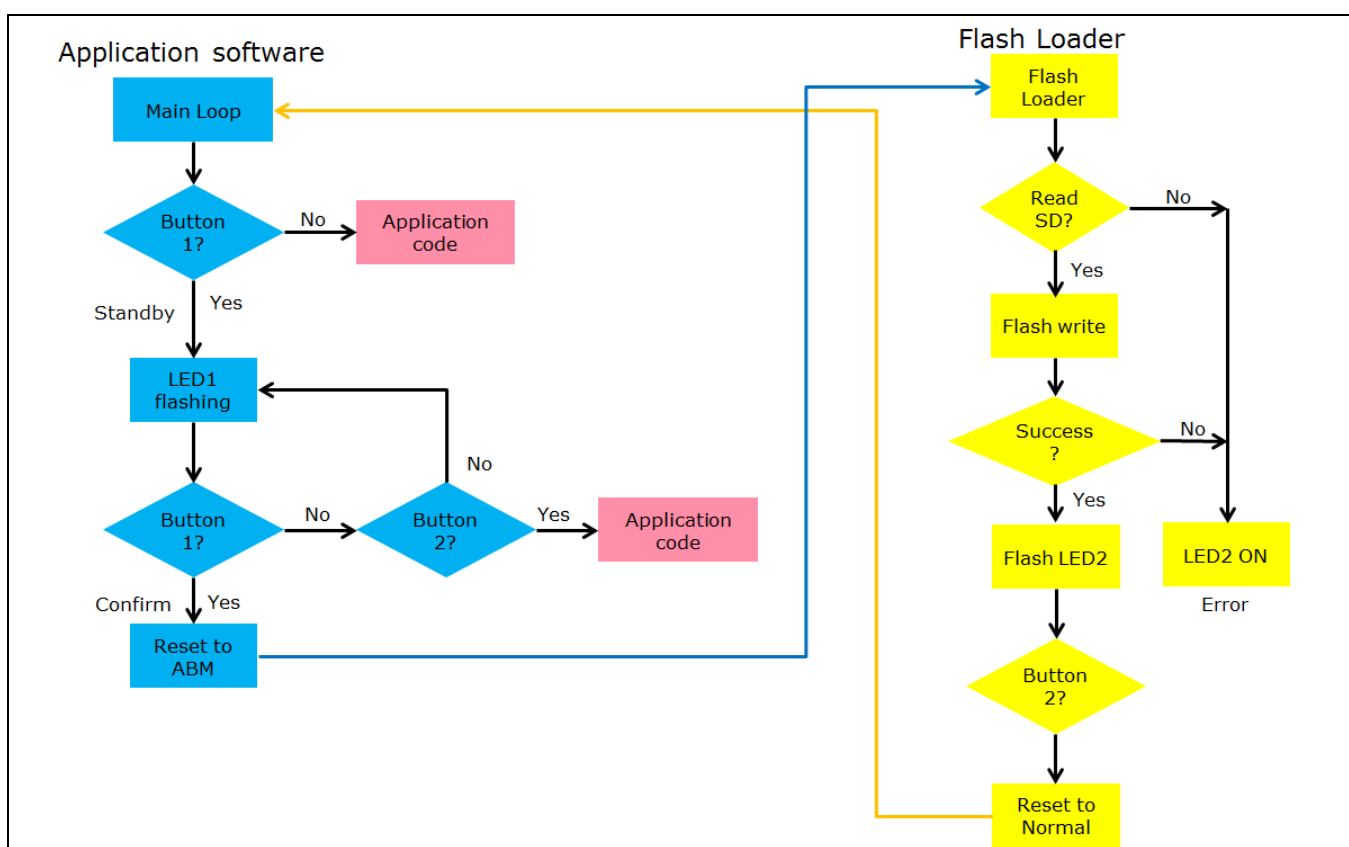 Application software
Main Loop
Button
1?
No
Application
code
Standby
Yes
LED1
flashing
No
Button
1?
No
Button
2?
Yes
Application
code
Confirm
Yes
Reset to
ABM
Flash Loader
Flash
Loader
Read
SD?
No
Yes
Flash write
Success
?
No
Yes
Flash LED2
LED2 ON
Error
Button
2?
Reset to
Normal